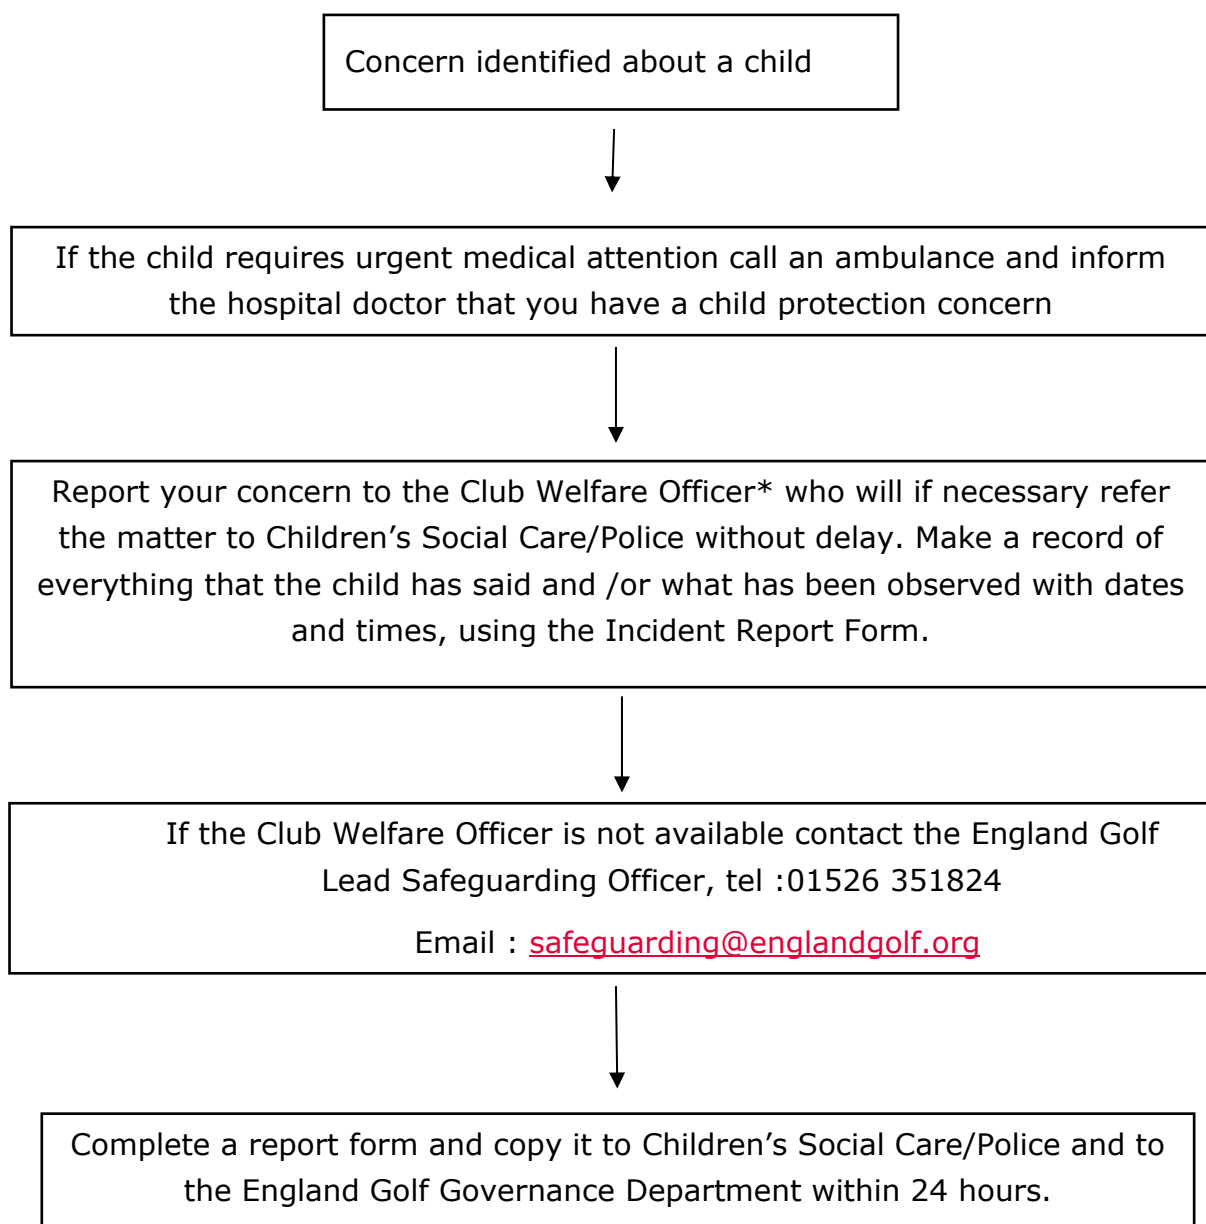 Concern identified about a child
If the child requires urgent medical attention call an ambulance and inform
the hospital doctor that you have a child protection concern
Report your concern to the Club Welfare Officer* who will if necessary refer
the matter to Children’s Social Care/Police without delay. Make a record of
everything that the child has said and /or what has been observed with dates
and times, using the Incident Report Form.
If the Club Welfare Officer is not available contact the England Golf
Lead Safeguarding Officer, tel :01526 351824
Email : safeguarding@englandgolf.org
Complete a report form and copy it to Children’s Social Care/Police and to
the England Golf Governance Department within 24 hours.